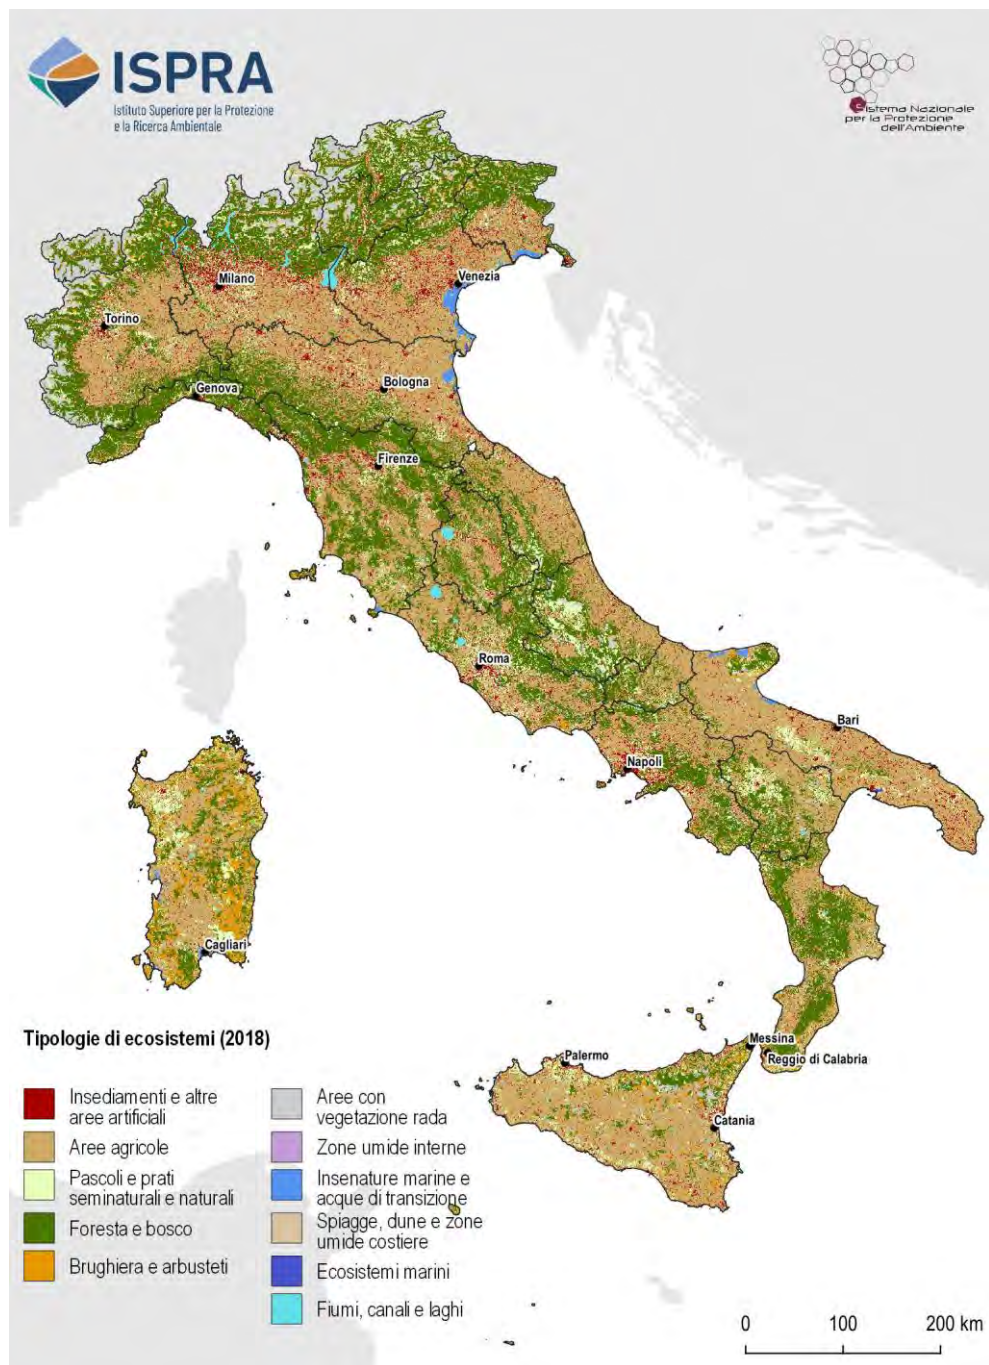 ISPRA
Istituto Superiore per la Protezione
e la Ricerca Ambientale
Sistema Nazionale
per la Protezione
dell'Ambiente
Milano
Venezia
Torino
Genova
Bologna
Firenze
Roma
Bari
Napoli
Cagliari
Messina
Palermo
Reggio di Calabria
Catania
Tipologie di ecosistemi (2018)
Insediamenti e altre
aree artificiali
Aree agricole
Pascoli e prati
seminaturali e naturali
Foresta e bosco
Brughiera e arbusteti
Aree con
vegetazione rada
Zone umide interne
Insenature marine e
acque di transizione
Spiagge, dune e zone
umide costiere
Ecosistemi marini
Fiumi, canali e laghi
0 100 200 km